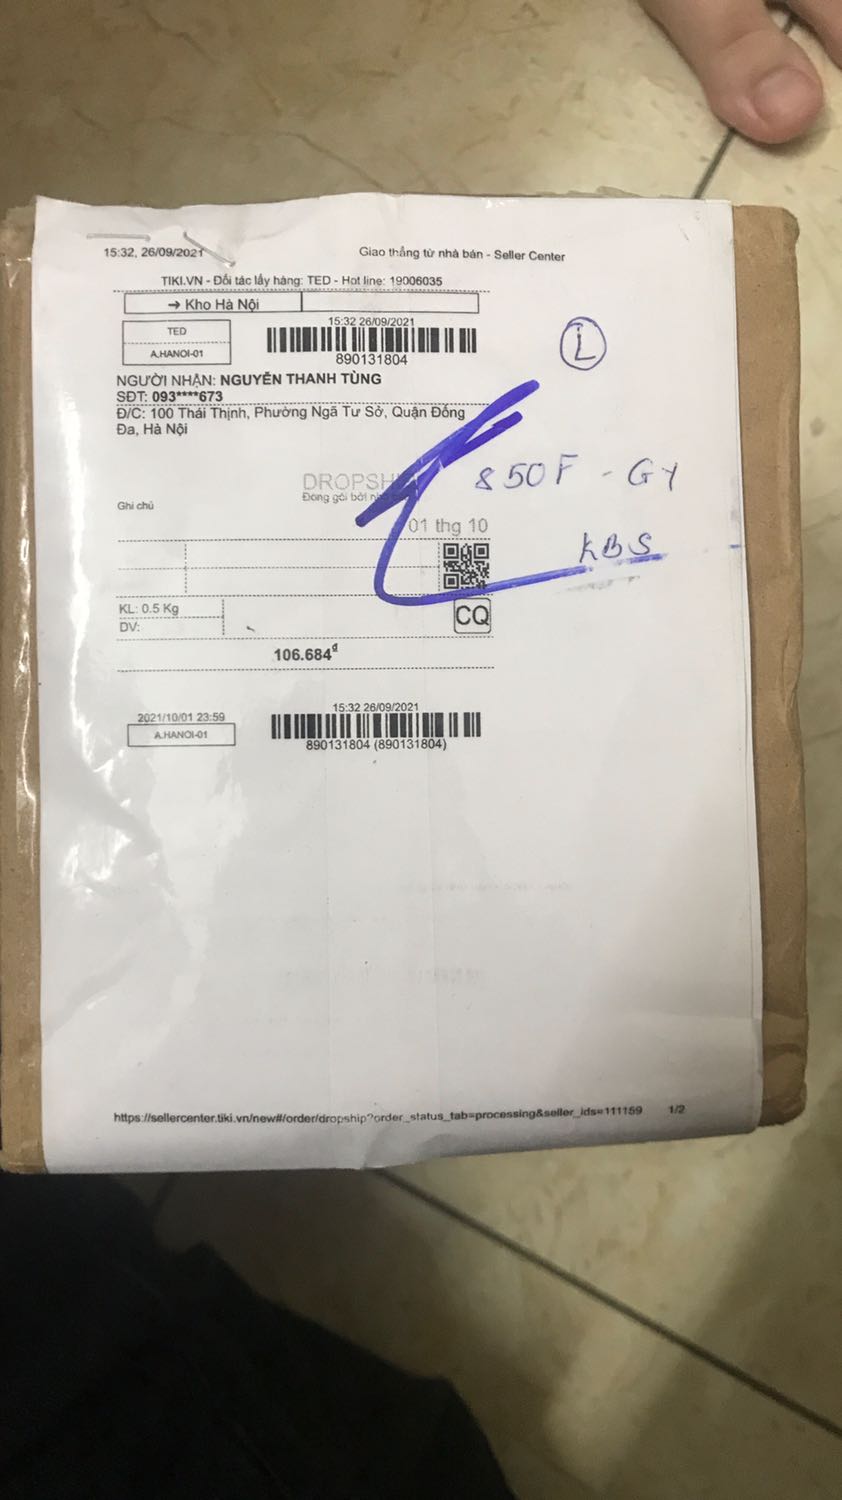 15:32, 26/09/2021 Giao thẳng từ nhà bán - Seller Center
TIKI.VN - Đối tác lấy hàng: TED - Hot line: 19006035
→ Kho Hà Nội
15:32 26/09/2021
TED
A.HANOI-01
890131804
L
NGƯỜI NHẬN: NGUYỄN THANH TÙNG
SĐT: 093****673
Đ/C: 100 Thái Thịnh, Phường Ngã Tư Sở, Quận Đống
Đa, Hà Nội
850F - GY
DROPSH
Đóng gói bởi
Ghi chú
01 thg 10
KBS
KL: 0.5 Kg
DV:
CQ
106.684đ
15:32 26/09/2021
2021/10/01 23:59
A.HANOI-01
890131804 (890131804)
https://sellercenter.tiki.vn/new#/order/dropship?order_status_tab=processing&seller_ids=111159 1/2